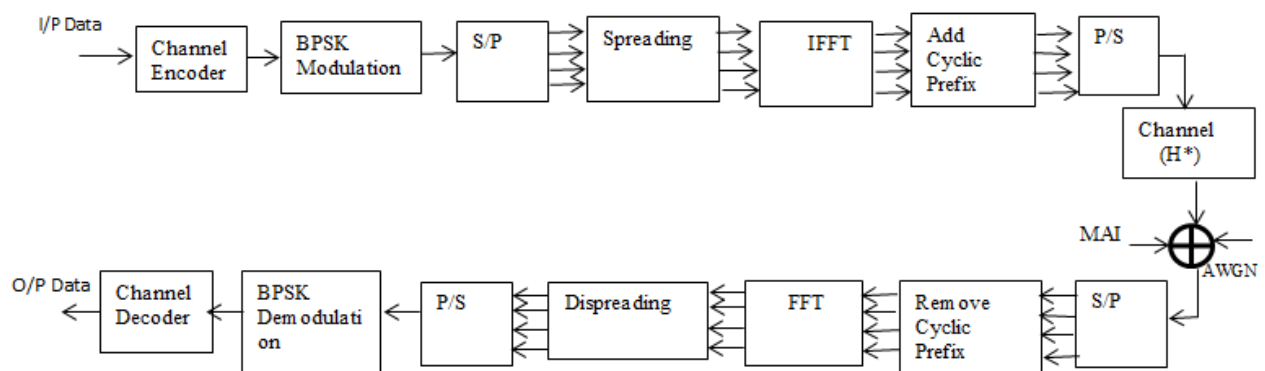 I/P Data
Channel
Encoder
BPSK
Modulation
S/P
Spreading
IFFT
Add
Cyclic
Prefix
P/S
Channel
(H*)
MAI
AWGN
O/P Data
Channel
Decoder
BPSK
Demodulati
on
P/S
Dispreading
FFT
Remove
Cyclic
Prefix
S/P